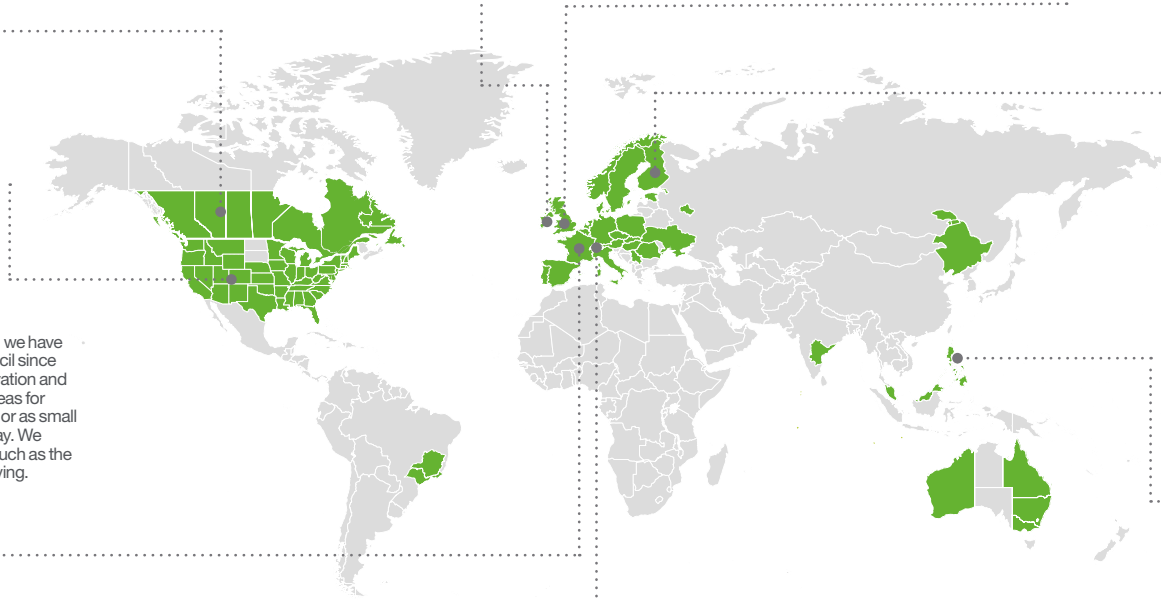 we have
cil since
ation and
eas for
or as small
ay. We
uch as the
ving.